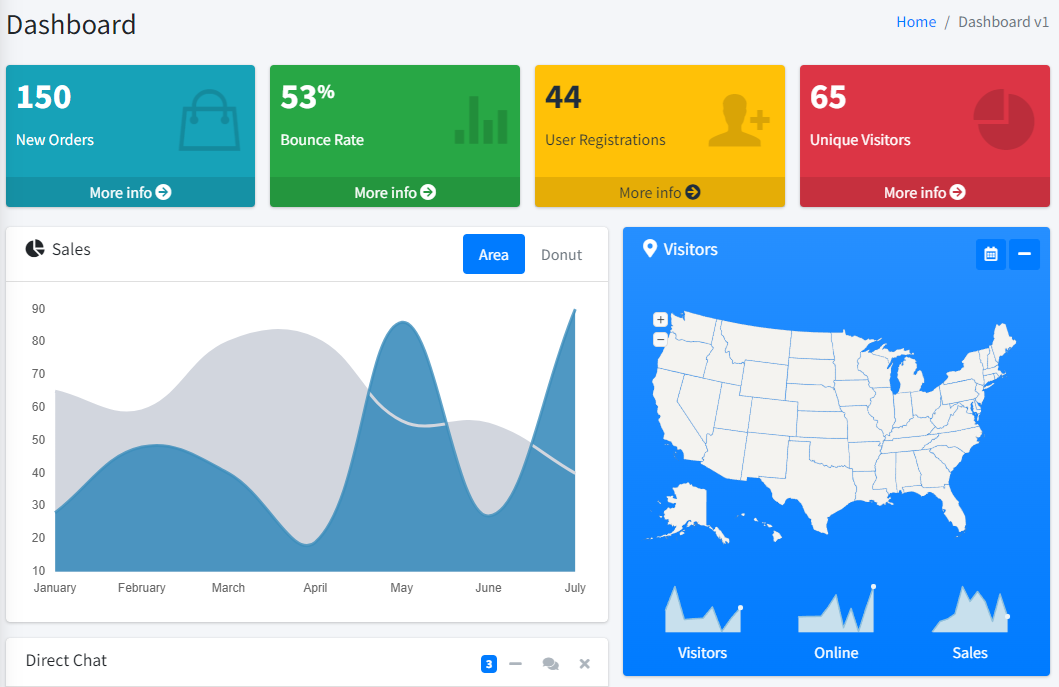 Dashboard
Home / Dashboard v1
150
New Orders
More info
53%
Bounce Rate
More info
44
User Registrations
More info
65
Unique Visitors
More info
Sales
Area
Donut
90
80
70
60
50
40
30
20
10
January February March April May June July
Visitors
+
−
Visitors
Online
Sales
Direct Chat
3